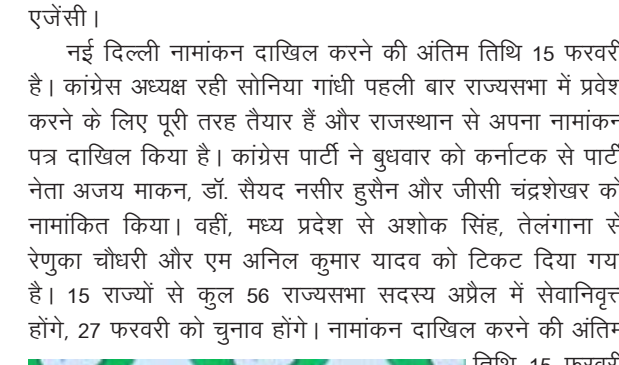 एजेंसी।
नई दिल्ली नामांकन दाखिल करने की अंतिम तिथि 15 फरवरी
है। कांग्रेस अध्यक्ष रही सोनिया गांधी पहली बार राज्यसभा में प्रवेश
करने के लिए पूरी तरह तैयार हैं और राजस्थान से अपना नामांकन
पत्र दाखिल किया है। कांग्रेस पार्टी ने बुधवार को कर्नाटक से पार्टी
नेता अजय माकन, डॉ. सैयद नसीर हुसैन और जीसी चंद्रशेखर को
नामांकित किया। वहीं, मध्य प्रदेश से अशोक सिंह, तेलंगाना से
रेणुका चौधरी और एम अनिल कुमार यादव को टिकट दिया गया
है। 15 राज्यों से कुल 56 राज्यसभा सदस्य अप्रैल में सेवानिवृत्त
होंगे, 27 फरवरी को चुनाव होंगे। नामांकन दाखिल करने की अंतिम
तिथि 15 फरवरी